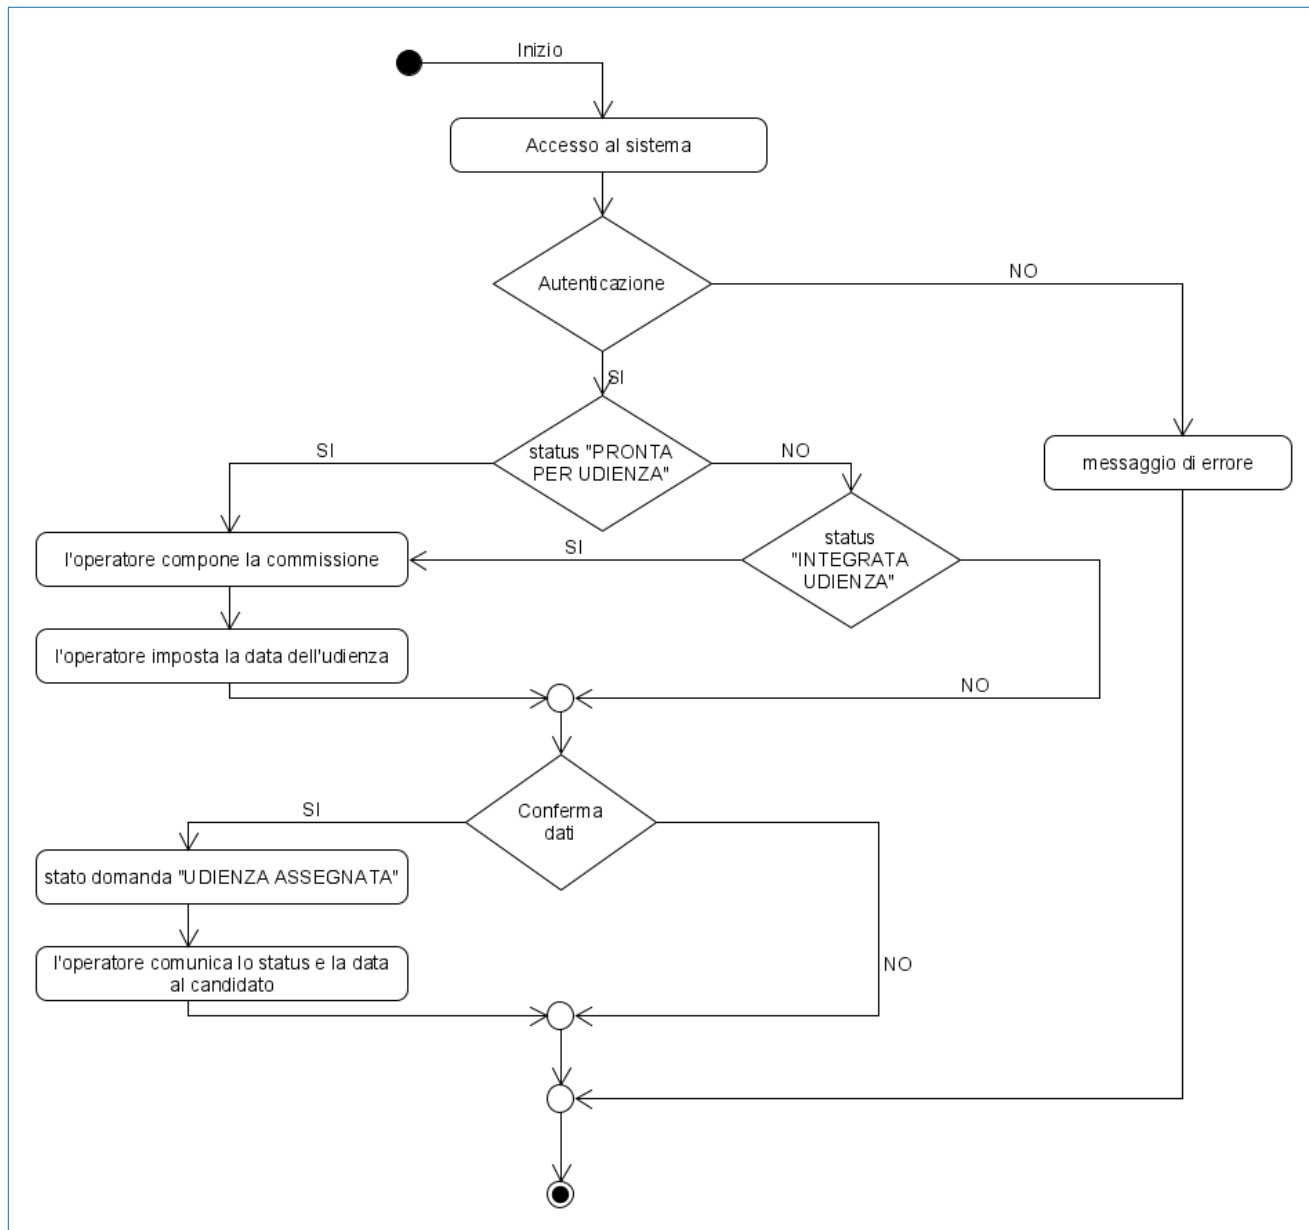 Inizio
Accesso al sistema
Autenticazione
NO
SI
status "PRONTA
PER UDIENZA"
SI
NO
messaggio di errore
l'operatore compone la commissione
SI
status
"INTEGRATA
UDIENZA"
l'operatore imposta la data dell'udienza
NO
Conferma
dati
SI
stato domanda "UDIENZA ASSEGNATA"
l'operatore comunica lo status e la data
al candidato
NO